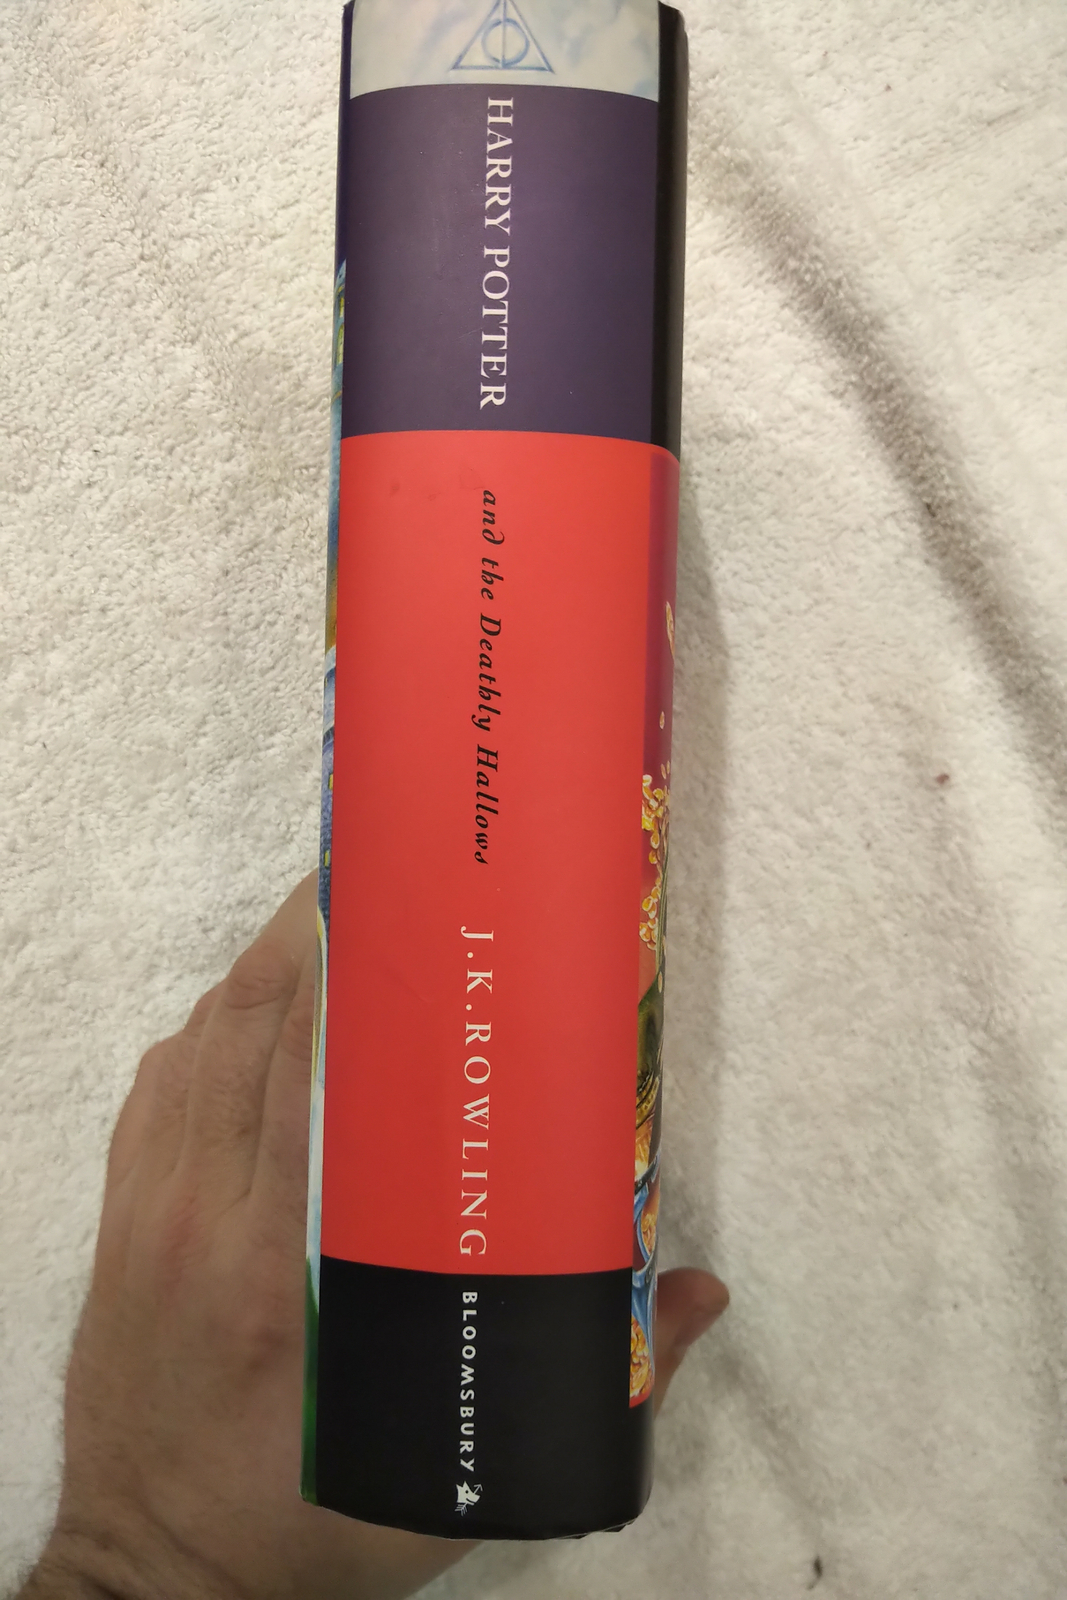 HARRY POTTER
and the Deathly Hallows
J.K.ROWLING
BLOOMSBURY